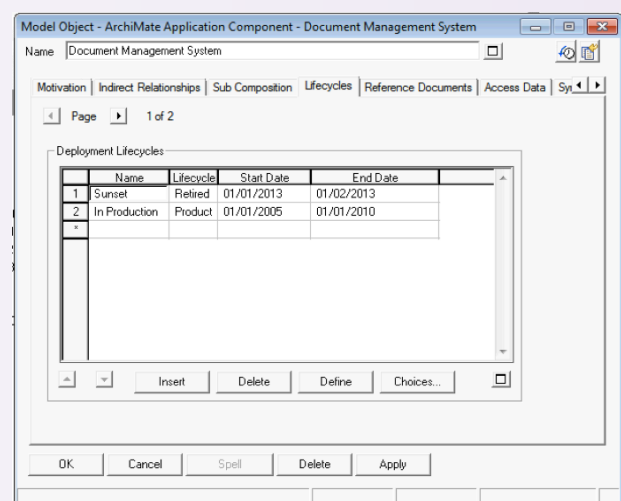 Model Object - ArchiMate Application Component - Document Management System
Name Document Management System
Motivation Indirect Relationships Sub Composition Lifecycles Reference Documents Access Data Sy
Page 1 of 2
Deployment Lifecycles
Name Lifecycle Start Date End Date
1 Sunset Retired 01/01/2013 01/02/2013
2 In Production Product 01/01/2005 01/01/2010
*
Insert Delete Define Choices...
OK Cancel Spell Delete Apply